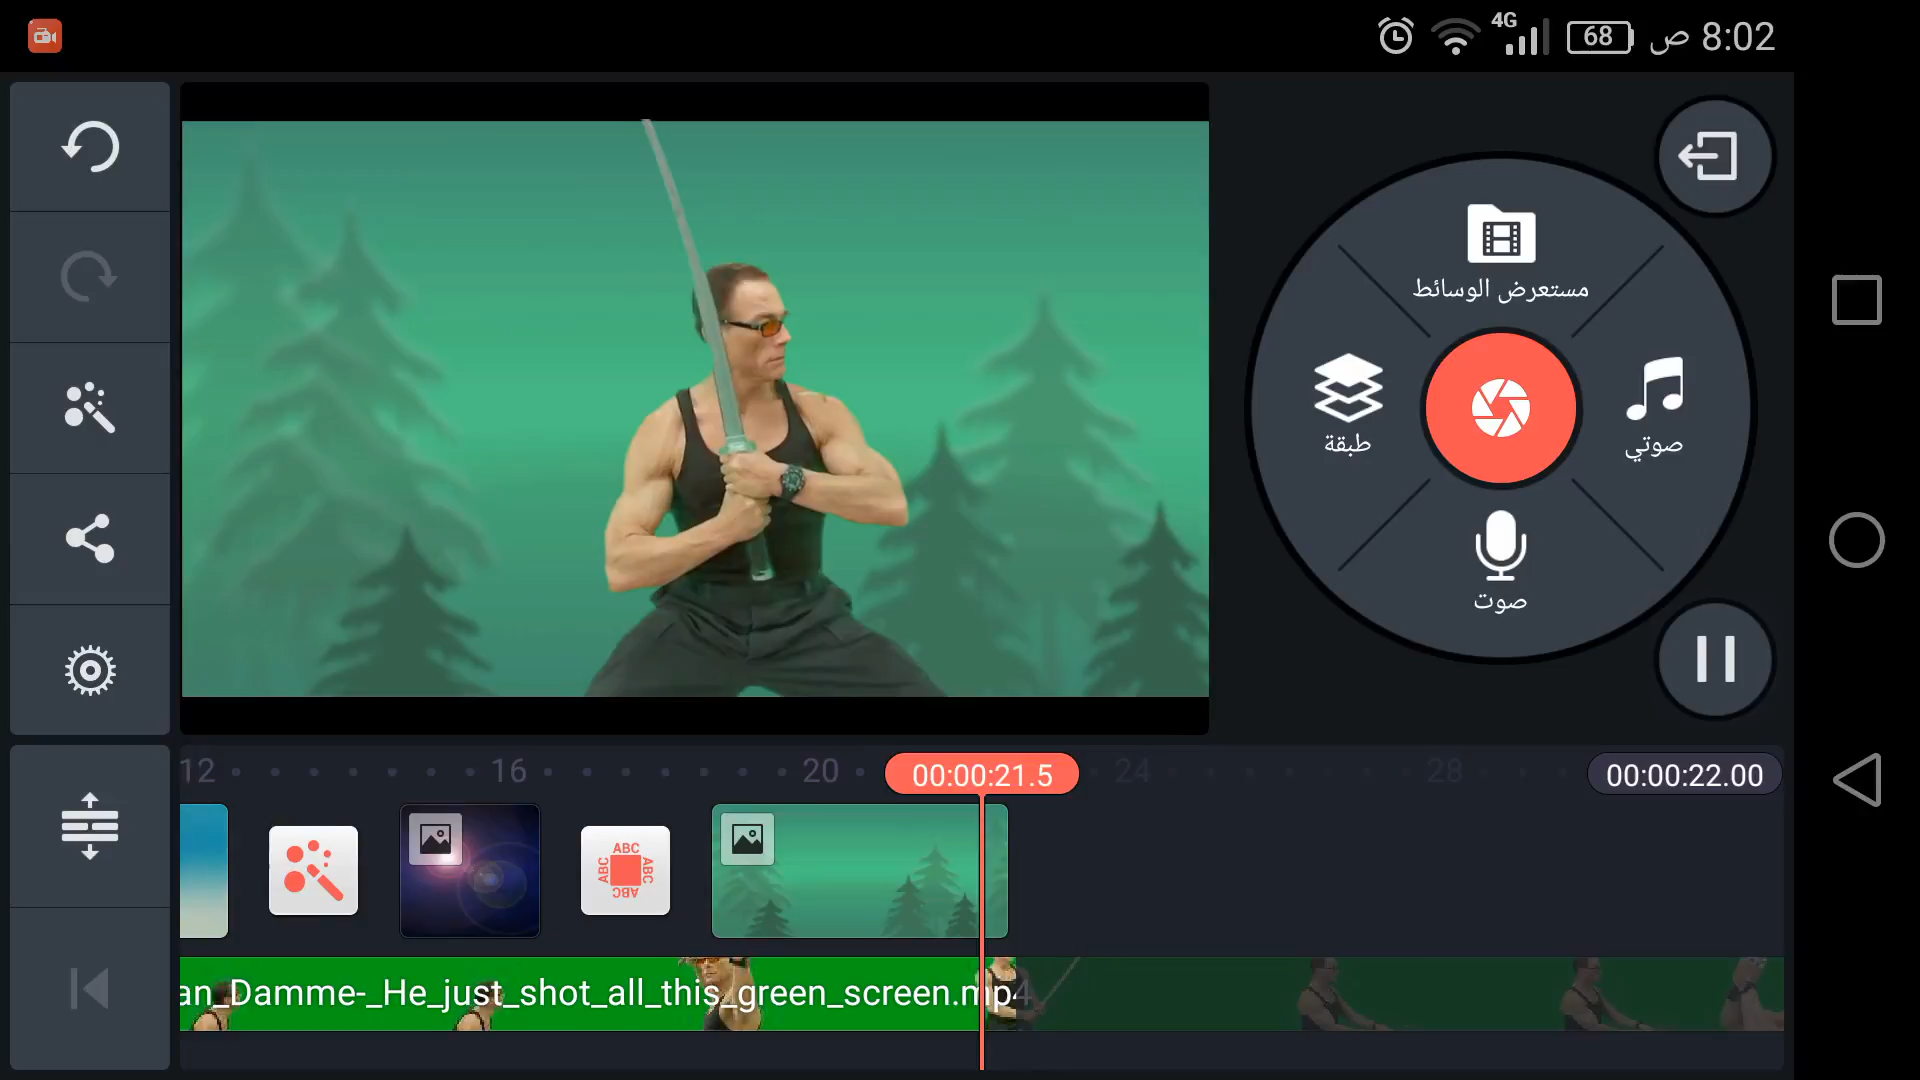 4G
68
8:02 ص
مستعرض الوسائط
طبقة
صوتي
صوت
12
16
20
00:00:21.5
24
28
00:00:22.00
ABC
ABC
ABC
ABC
an_Damme-_He_just_shot_all_this_green_screen.mp4